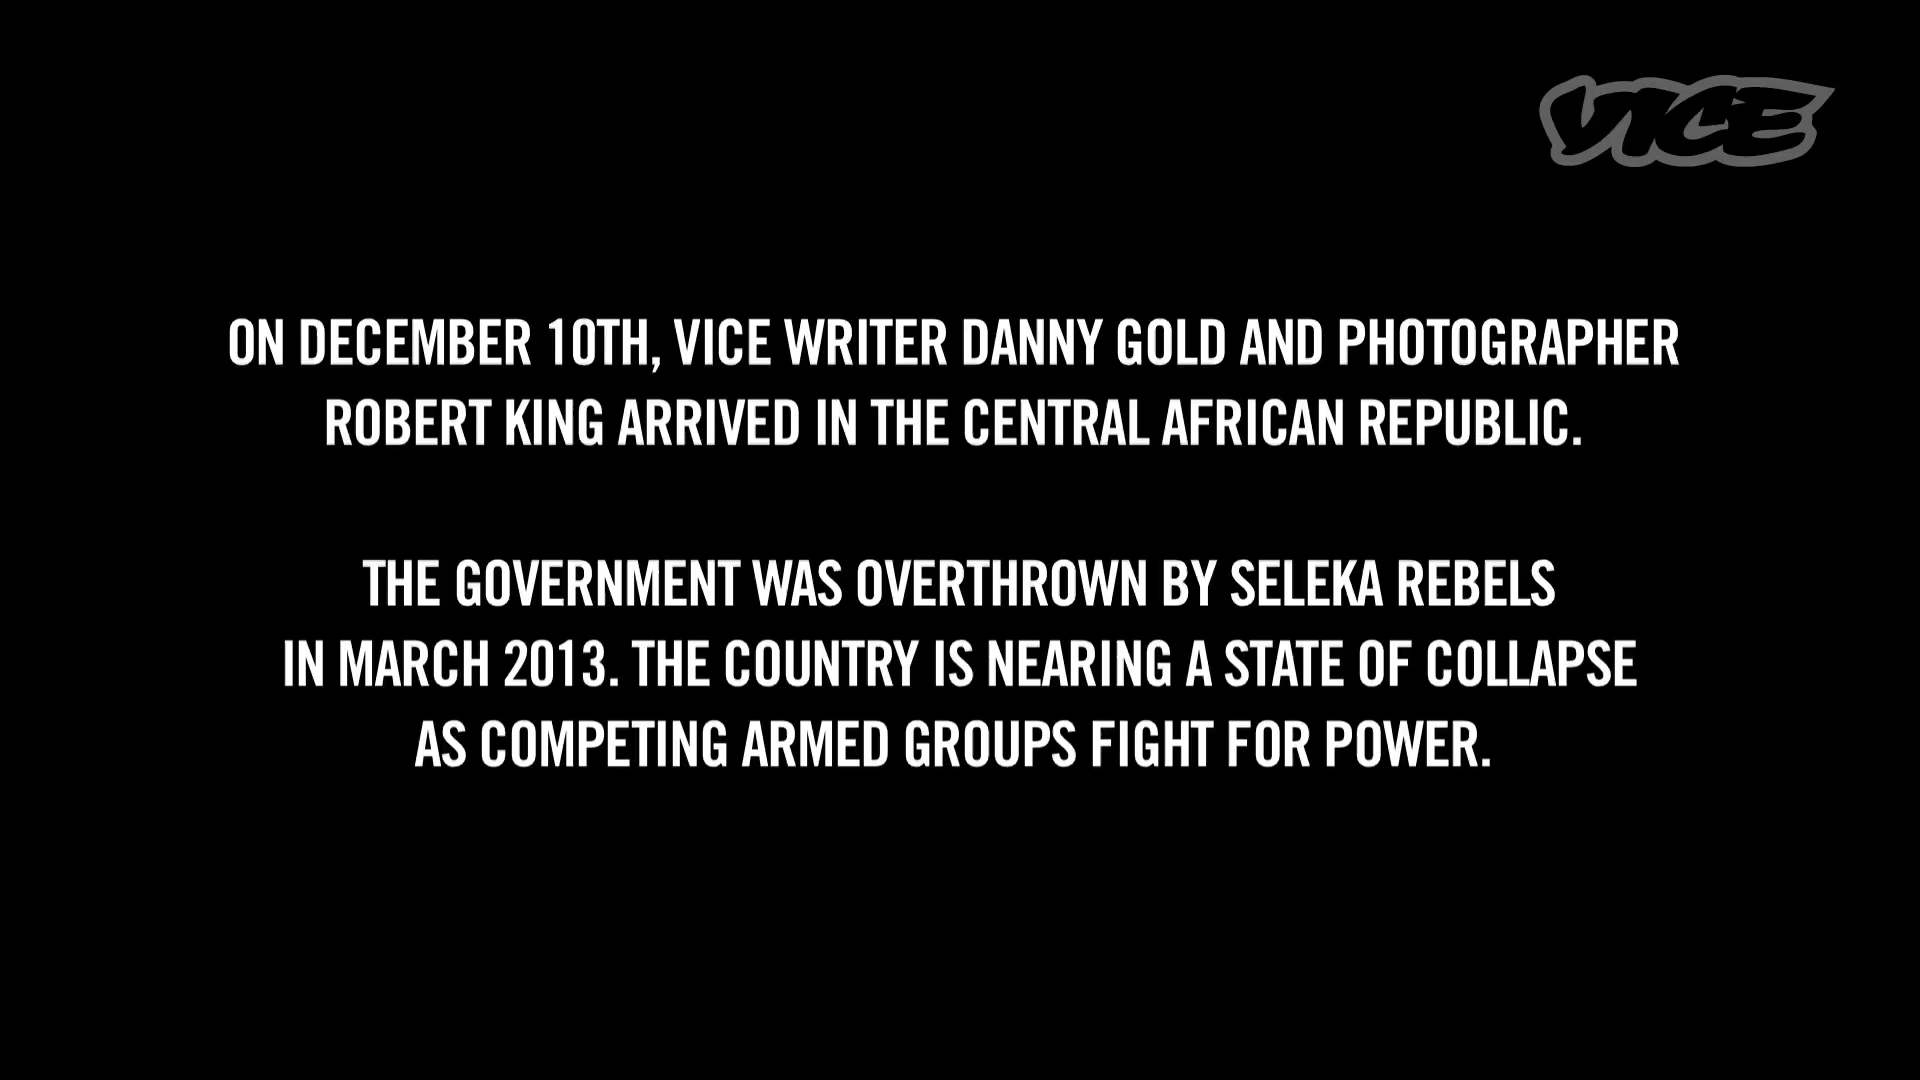 VICE
ON DECEMBER 10TH, VICE WRITER DANNY GOLD AND PHOTOGRAPHER
ROBERT KING ARRIVED IN THE CENTRAL AFRICAN REPUBLIC.
THE GOVERNMENT WAS OVERTHROWN BY SELEKA REBELS
IN MARCH 2013. THE COUNTRY IS NEARING A STATE OF COLLAPSE
AS COMPETING ARMED GROUPS FIGHT FOR POWER.